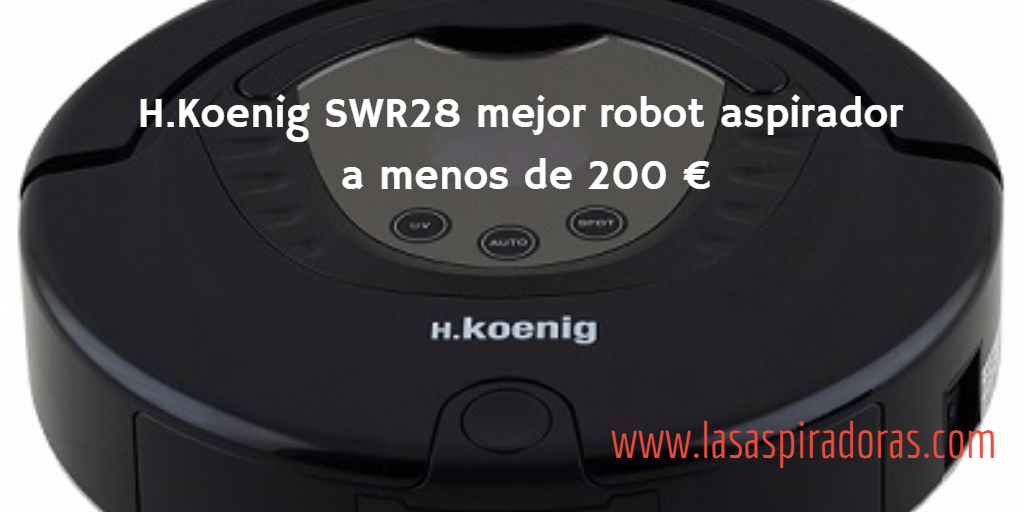 H.Koenig SWR28 mejor robot aspirador
a menos de 200 €
UV
AUTO
SPOT
H.koenig
www.lasaspiradoras.com